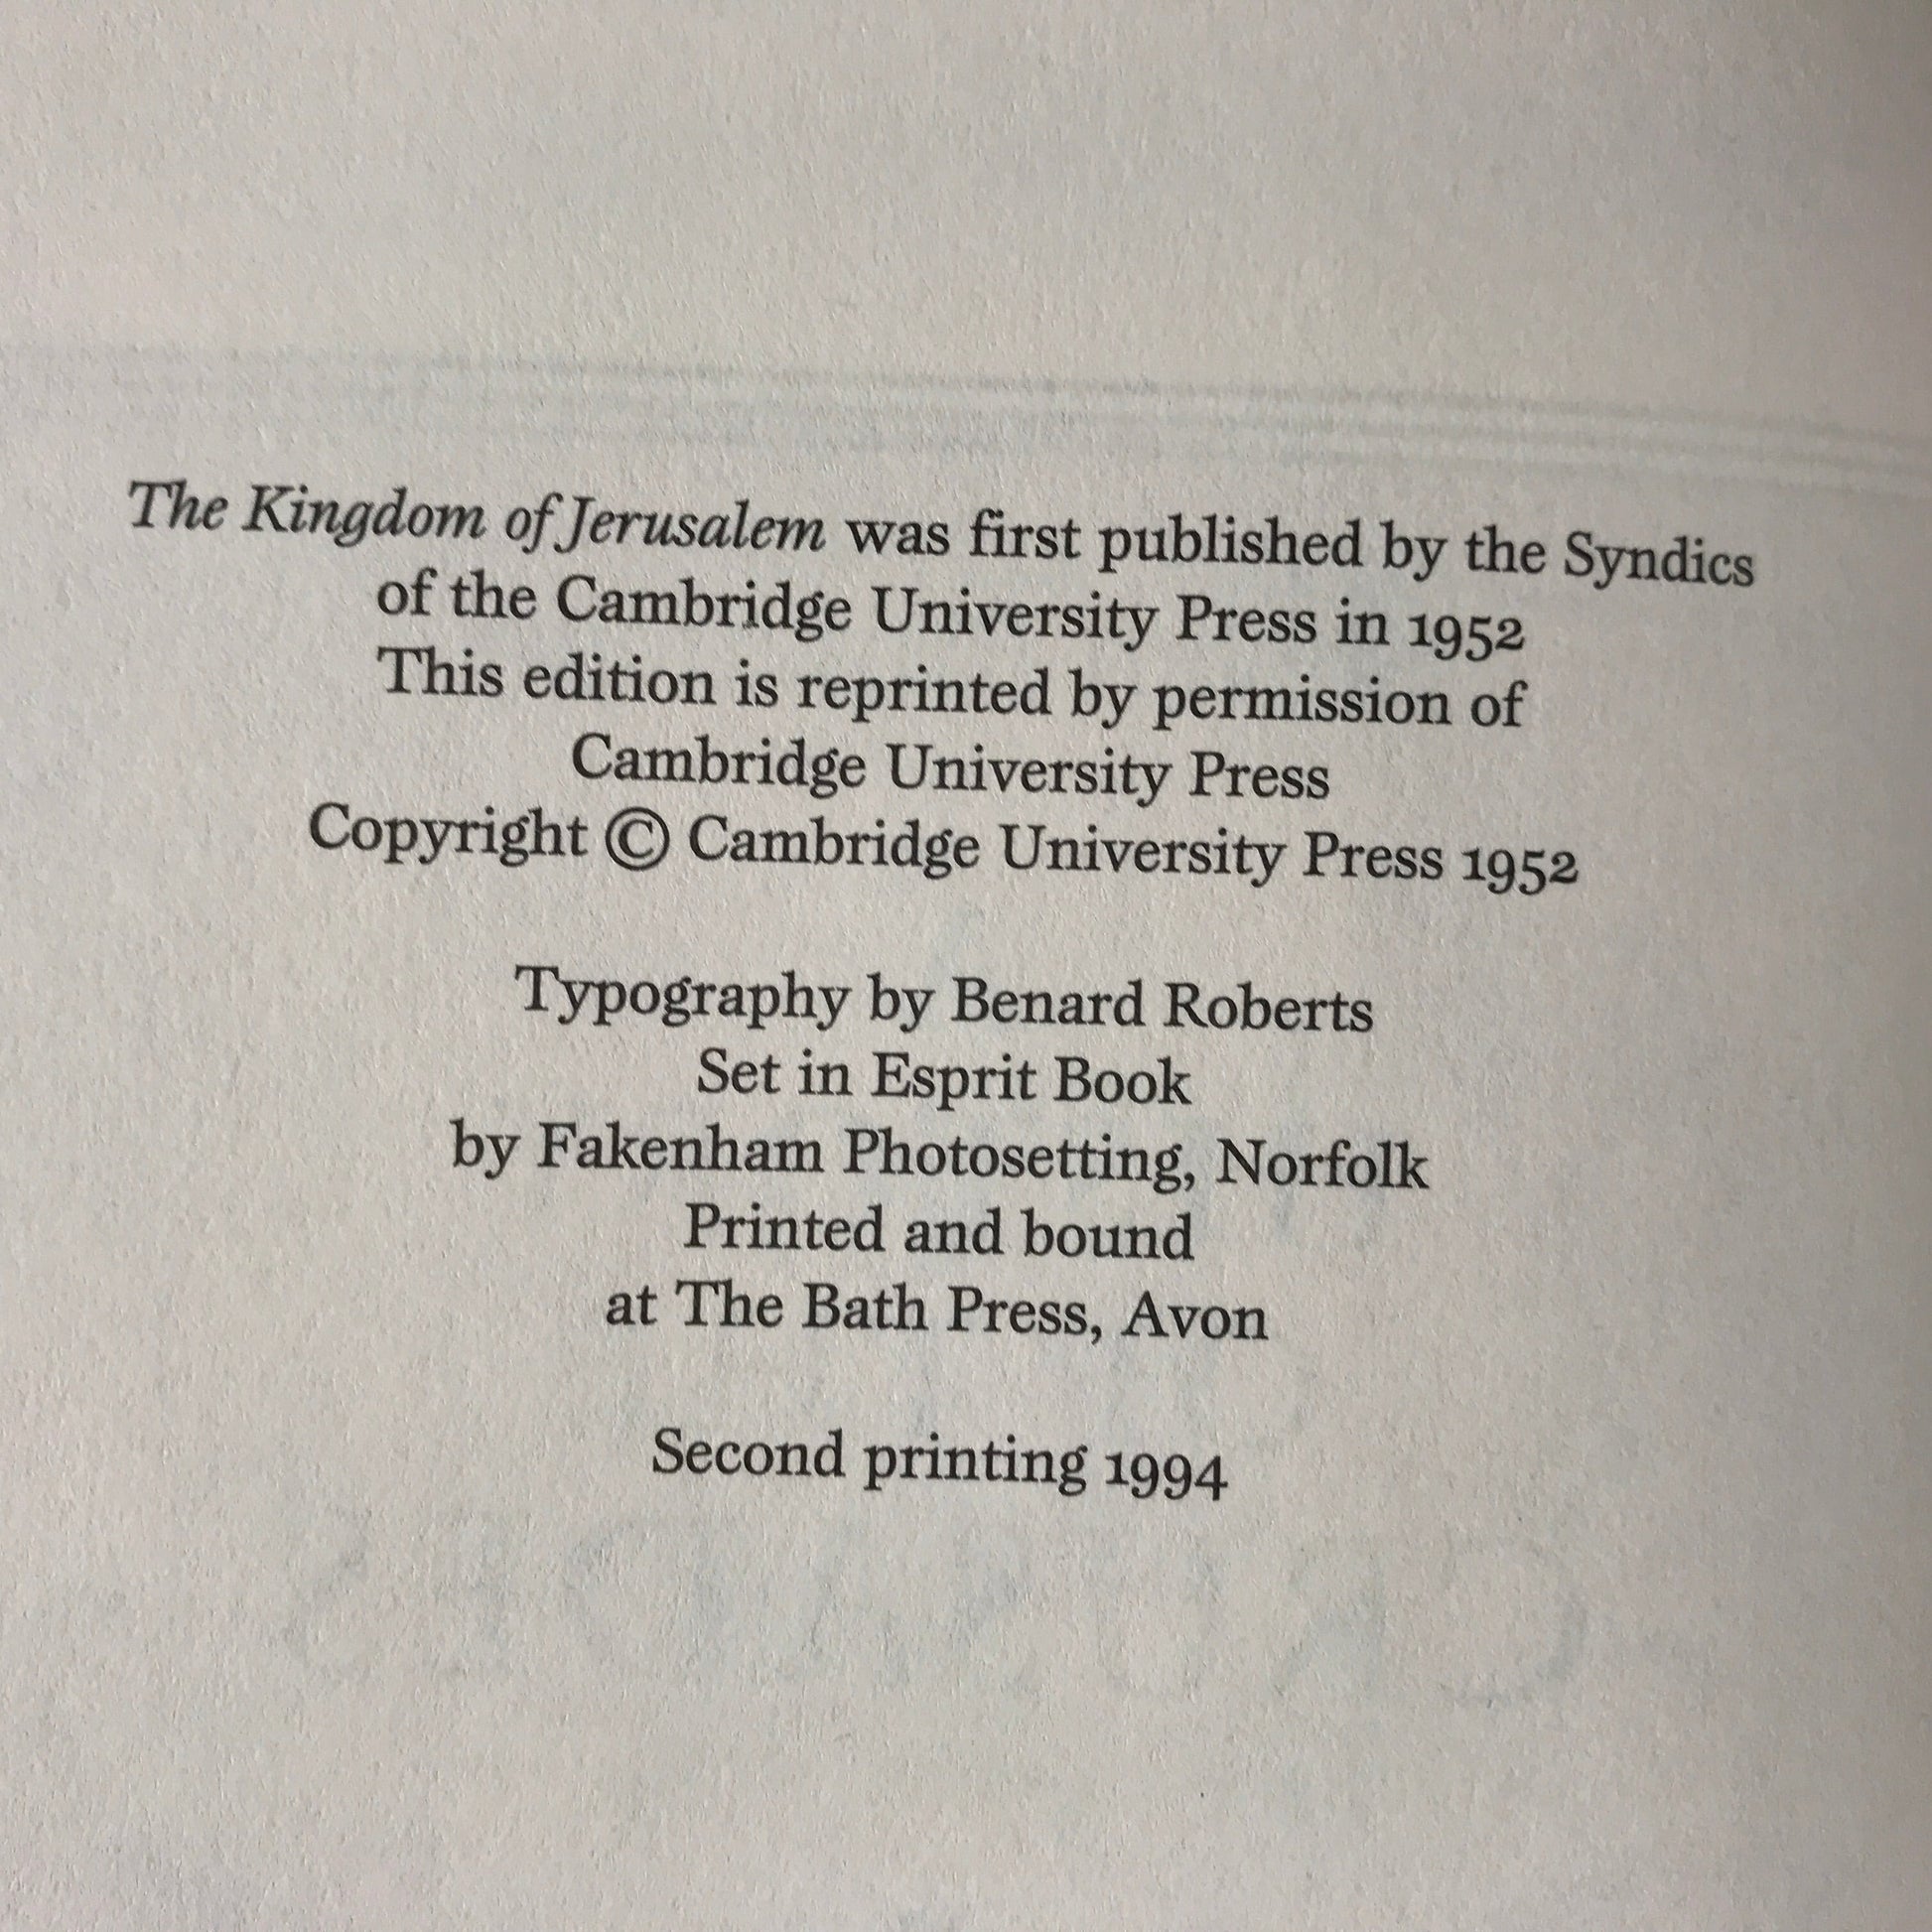 The Kingdom of Jerusalem was first published by the Syndics
of the Cambridge University Press in 1952
This edition is reprinted by permission of
Cambridge University Press
Copyright © Cambridge University Press 1952
Typography by Benard Roberts
Set in Esprit Book
by Fakenham Photosetting, Norfolk
Printed and bound
at The Bath Press, Avon
Second printing 1994